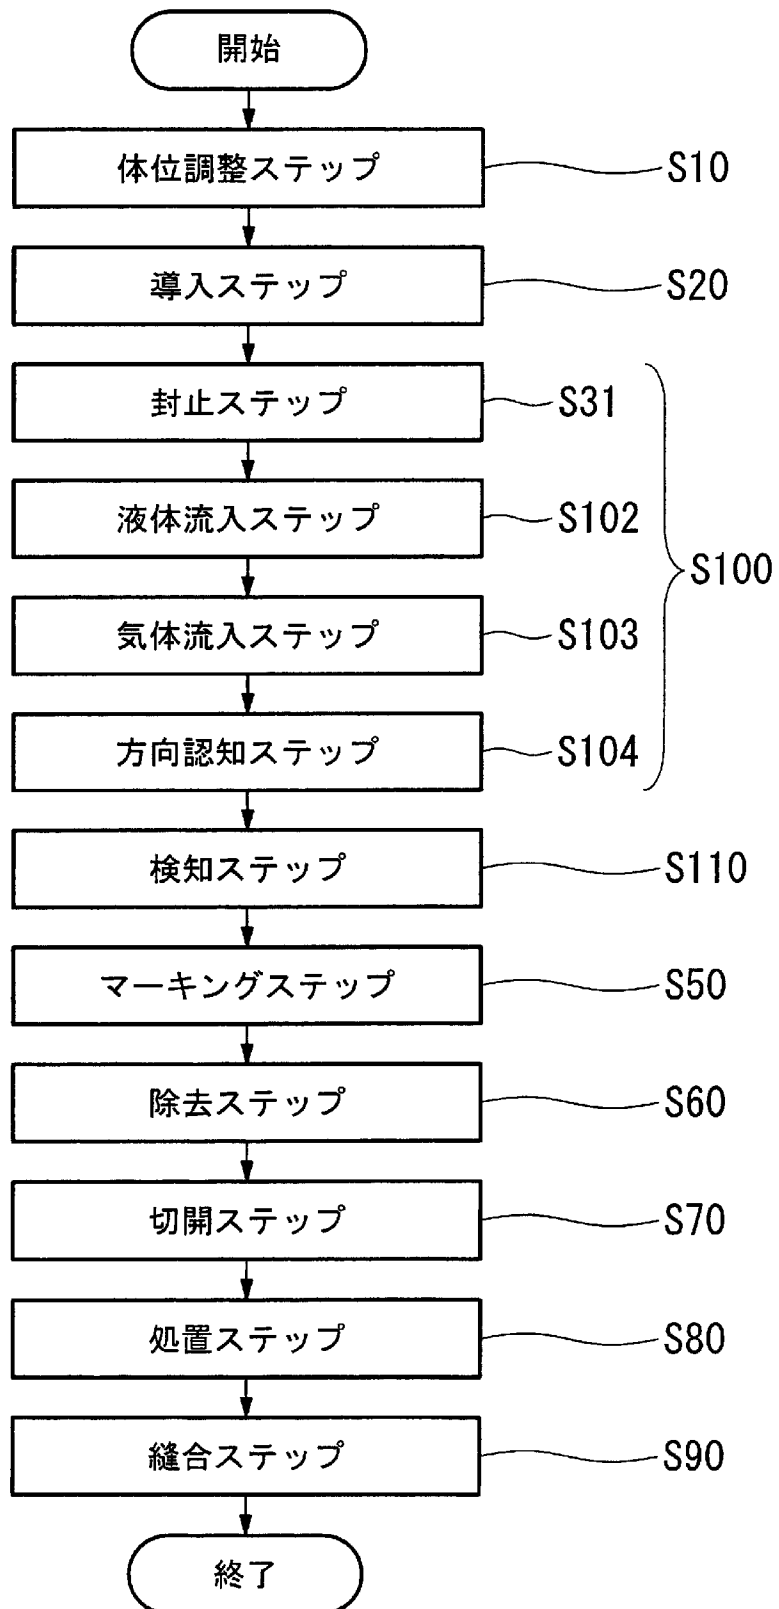 開始
体位調整ステップ S10
導入ステップ S20
封止ステップ S31
液体流入ステップ S102
S100
気体流入ステップ S103
方向認知ステップ S104
検知ステップ S110
マーキングステップ S50
除去ステップ S60
切開ステップ S70
処置ステップ S80
縫合ステップ S90
終了